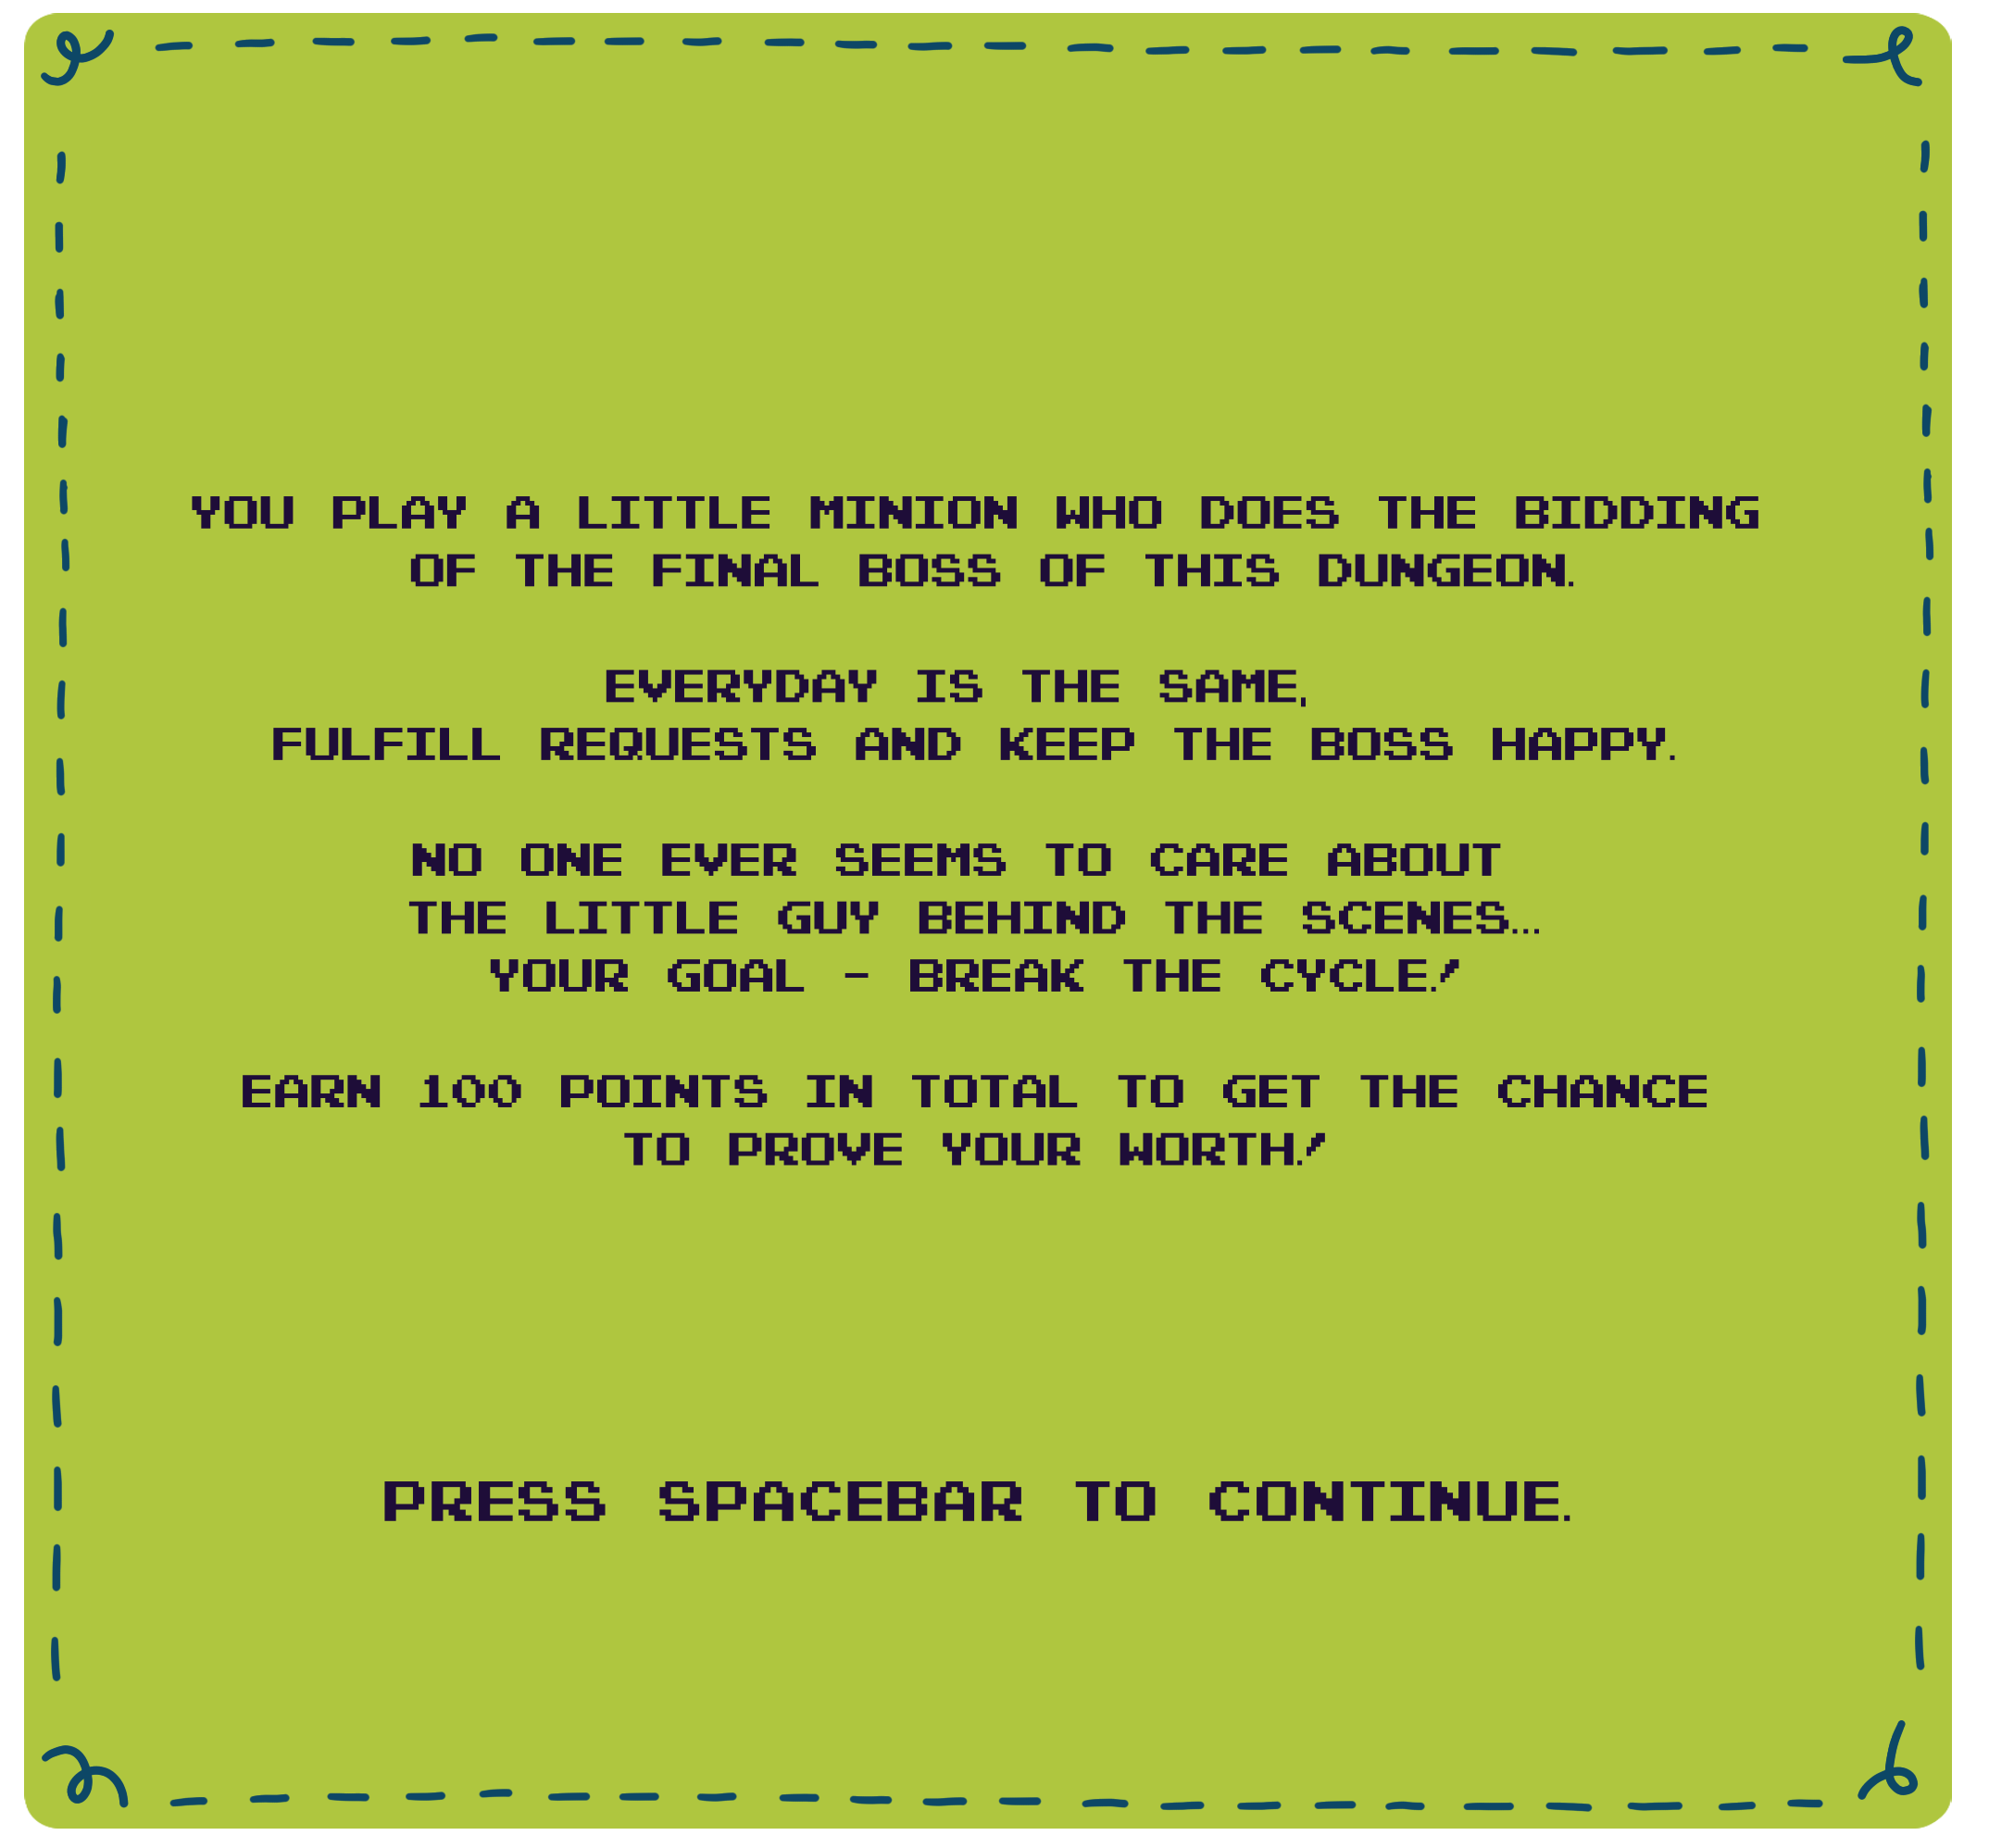 YOU PLAY A LITTLE MINION WHO DOES THE BIDDING
OF THE FINAL BOSS OF THIS DUNGEON.
EVERYDAY IS THE SAME,
FULFILL REQUESTS AND KEEP THE BOSS HAPPY.
NO ONE EVER SEEMS TO CARE ABOUT
THE LITTLE GUY BEHIND THE SCENES...
YOUR GOAL - BREAK THE CYCLE!
EARN 100 POINTS IN TOTAL TO GET THE CHANCE
TO PROVE YOUR WORTH!
PRESS SPACEBAR TO CONTINUE.